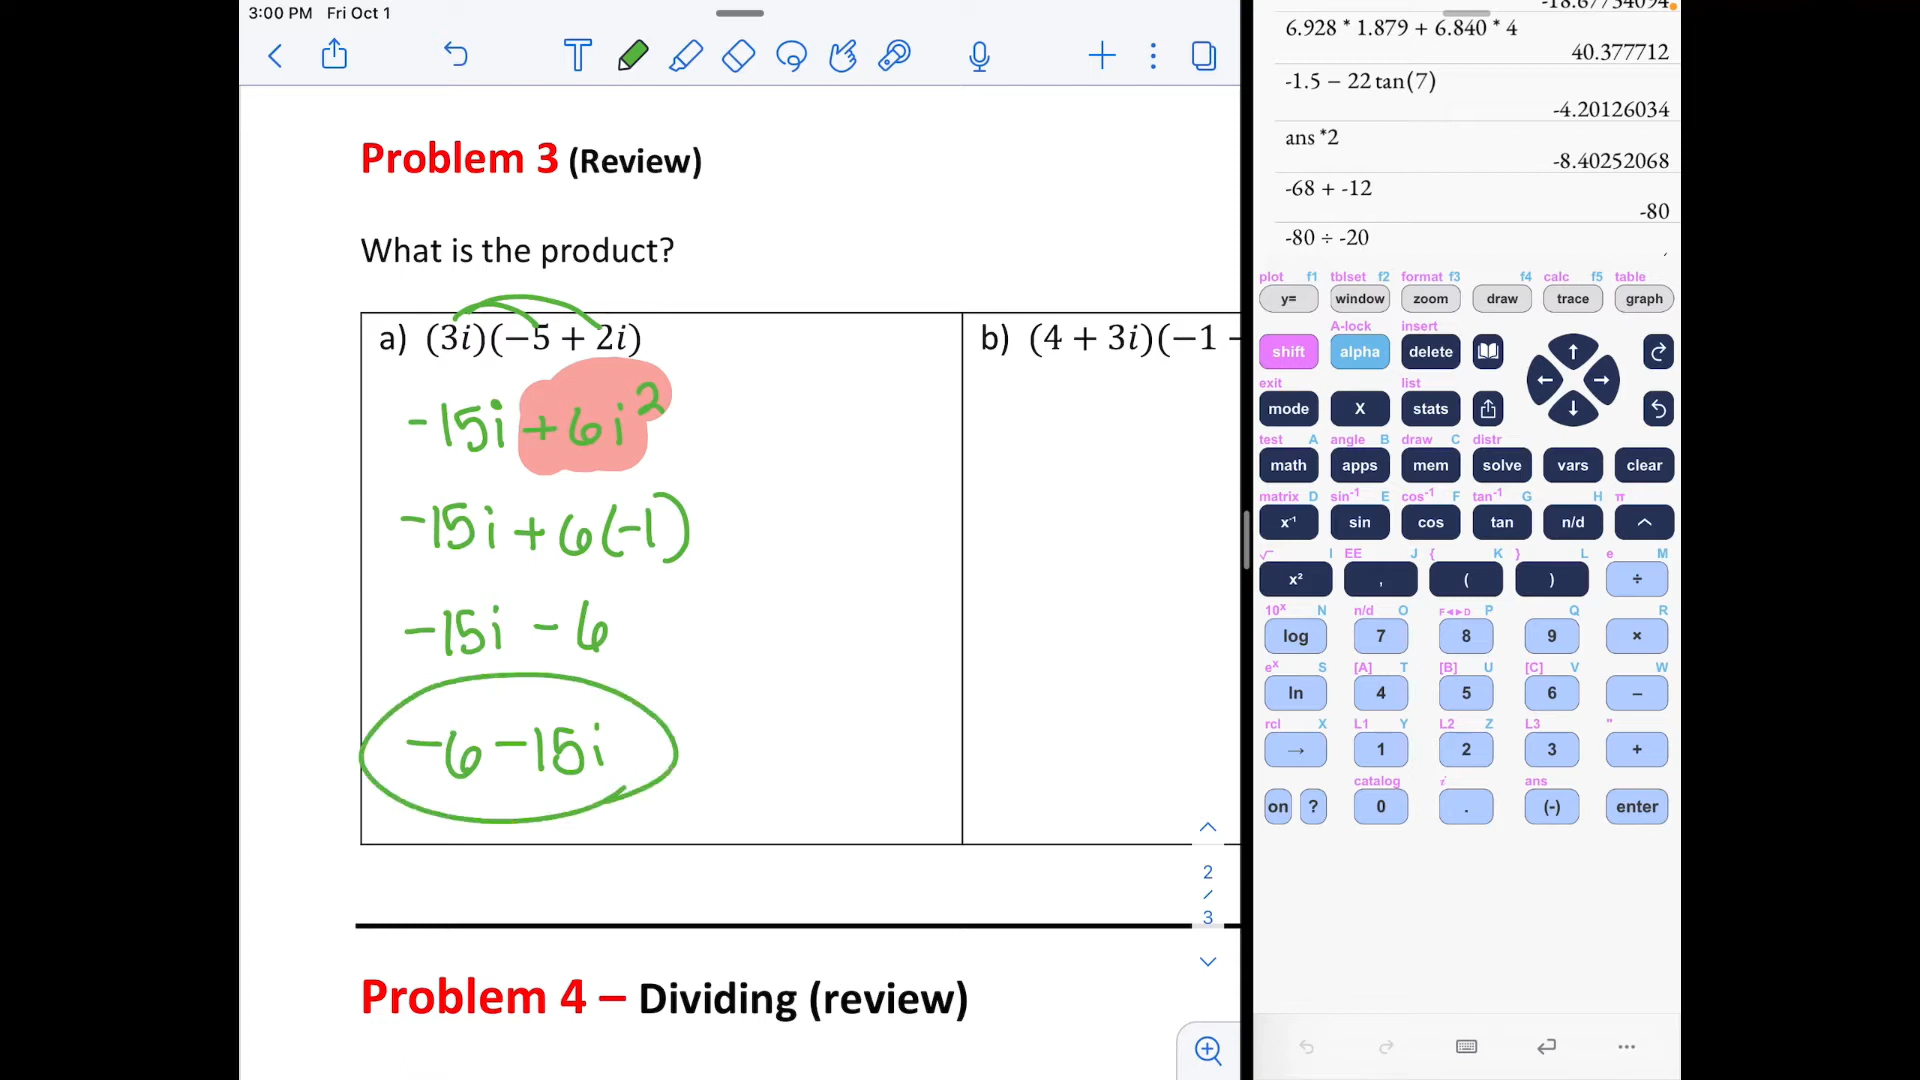 3:00 PM Fri Oct 1
T
Problem 3 (Review)
What is the product?
a) (3i)(−5 + 2i)
b) (4 + 3i)(−1 −
-15i +6i²
-15i + 6(-1)
-15i - 6
-6 -15i
2
/
3
Problem 4 – Dividing (review)
-18.67734094
6.928 * 1.879 + 6.840 * 4
40.377712
-1.5 − 22 tan(7)
-4.20126034
ans *2
-8.40252068
-68 + -12
-80
-80 ÷ -20
plot f1 tblset f2 format f3 f4 calc f5 table
y= window zoom draw trace graph
A-lock insert
shift alpha delete
exit list
mode X stats
test A angle B draw C distr
math apps mem solve vars clear
matrix D sin⁻¹ E cos⁻¹ F tan⁻¹ G H π
x⁻¹ sin cos tan n/d ^
√ I EE J { K } L e M
x² , ( ) ÷
10ˣ N n/d O F◄►D P Q R
log 7 8 9 ×
eˣ S [A] T [B] U [C] V W
ln 4 5 6 −
rcl X L1 Y L2 Z L3 "
→ 1 2 3 +
catalog i ans
on ? 0 . (-) enter